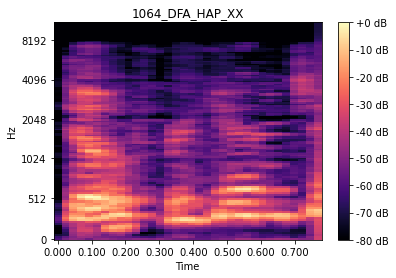 1064_DFA_HAP_XX
Hz
8192
4096
2048
1024
512
0
0.000 0.100 0.200 0.300 0.400 0.500 0.600 0.700
Time
+0 dB
-10 dB
-20 dB
-30 dB
-40 dB
-50 dB
-60 dB
-70 dB
-80 dB